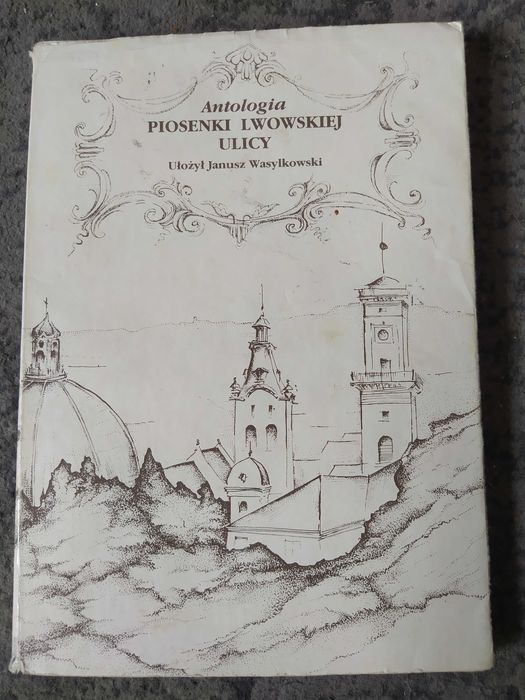 Antologia
PIOSENKI LWOWSKIEJ
ULICY
Ułożył Janusz Wasylkowski